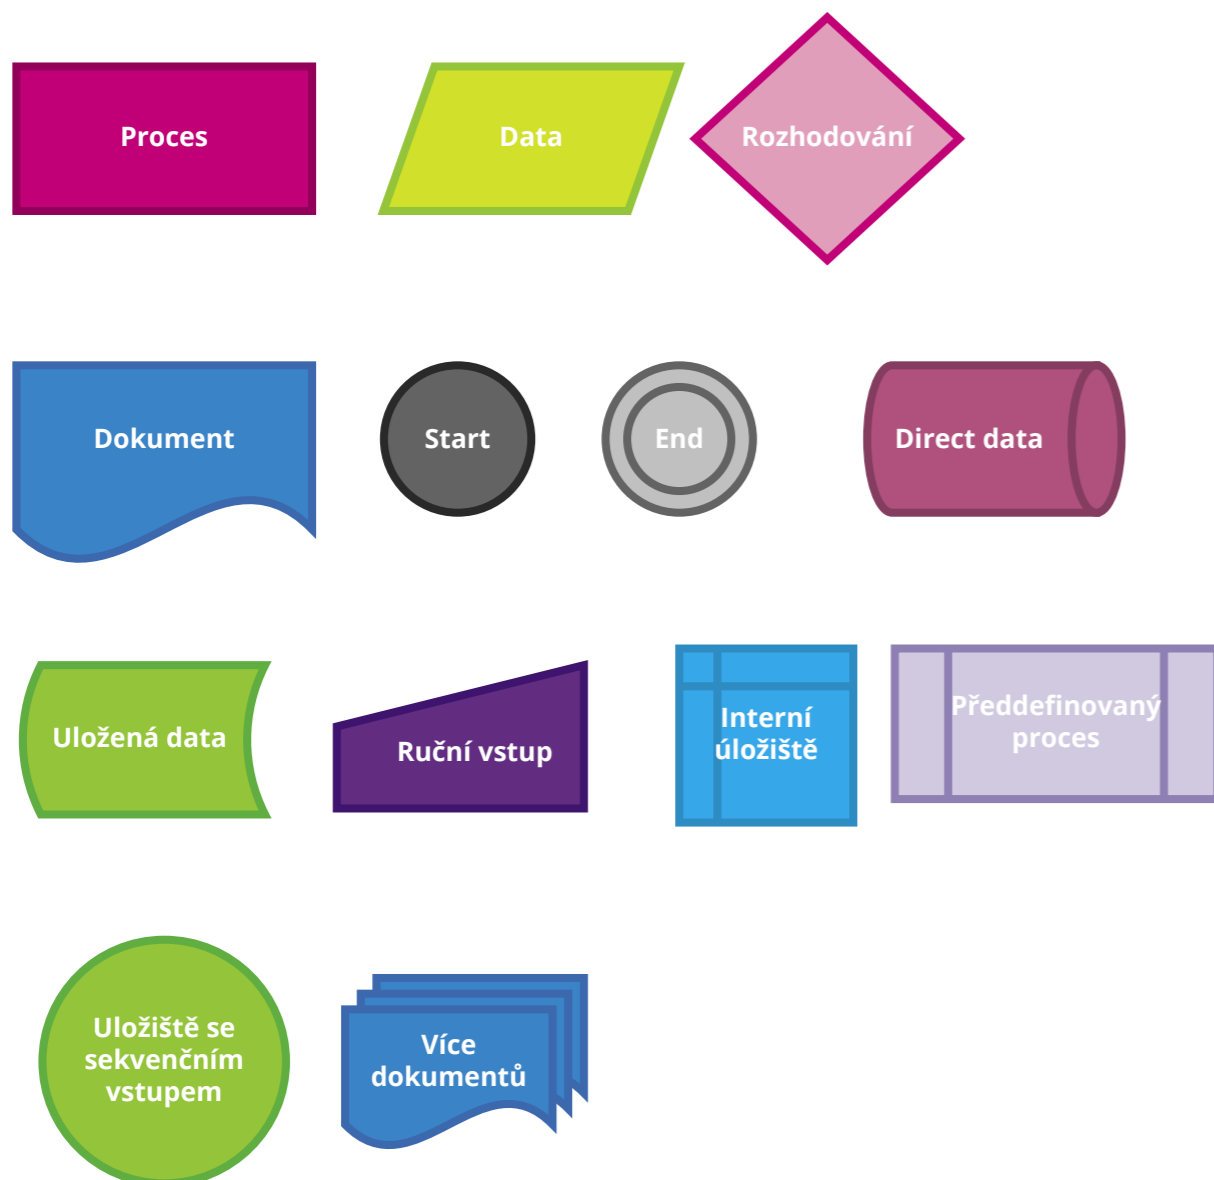 Proces
Data
Rozhodování
Dokument
Start
End
Direct data
Uložená data
Ruční vstup
Interní
úložiště
Předdefinovaný
proces
Uložiště se
sekvenčním
vstupem
Více
dokumentů